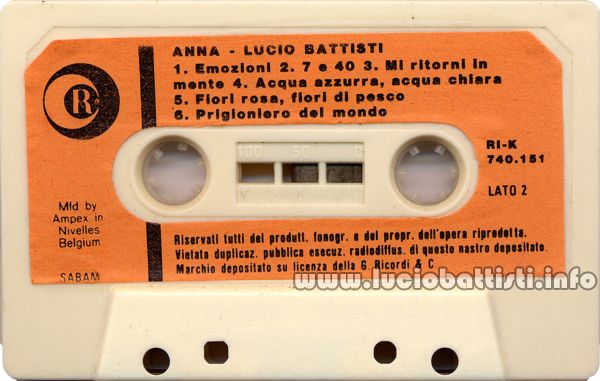 ANNA - LUCIO BATTISTI
1. Emozioni 2. 7 e 40 3. Mi ritorni in
mente 4. Acqua azzurra, acqua chiara
5. Fiori rosa, fiori di pesco
6. Prigioniero del mondo
R
100 50 0
RI-K
740.151
LATO 2
Mfd by
Ampex in
Nivelles
Belgium
SABAM
Riservati tutti dei produtt. fonogr. e del propr. dell'opera riprodotta.
Vietata duplicaz. pubblica execuz. radiodiffus. di questo nastro depositato.
Marchio depositato su licenza della G. Ricordi & C
www.luciobattisti.info